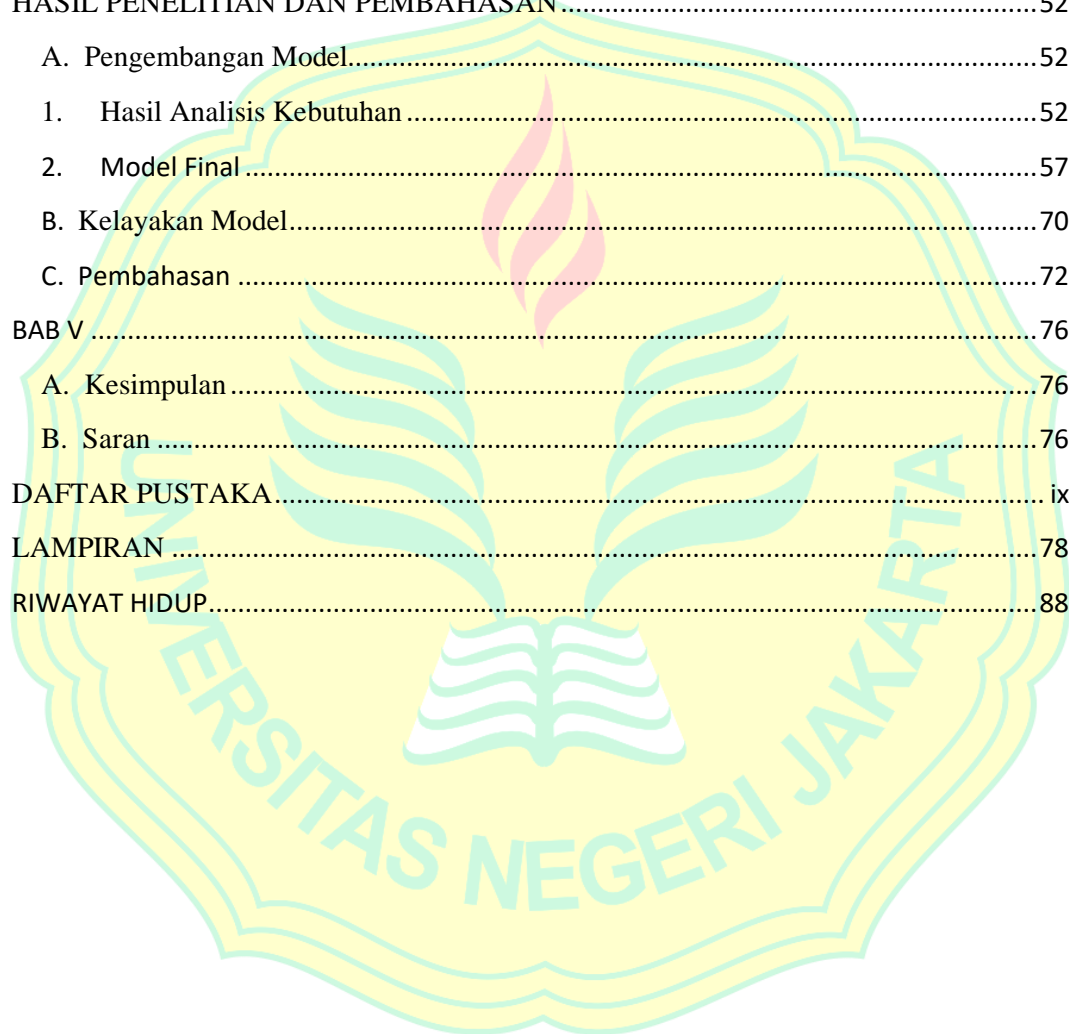 HASIL PENELITIAN DAN PEMBAHASAN....................52
A. Pengembangan Model....................52
1. Hasil Analisis Kebutuhan....................52
2. Model Final....................57
B. Kelayakan Model....................70
C. Pembahasan....................72
BAB V....................76
A. Kesimpulan....................76
B. Saran....................76
DAFTAR PUSTAKA....................ix
LAMPIRAN....................78
RIWAYAT HIDUP....................88
UNIVERSITAS NEGERI JAKARTA